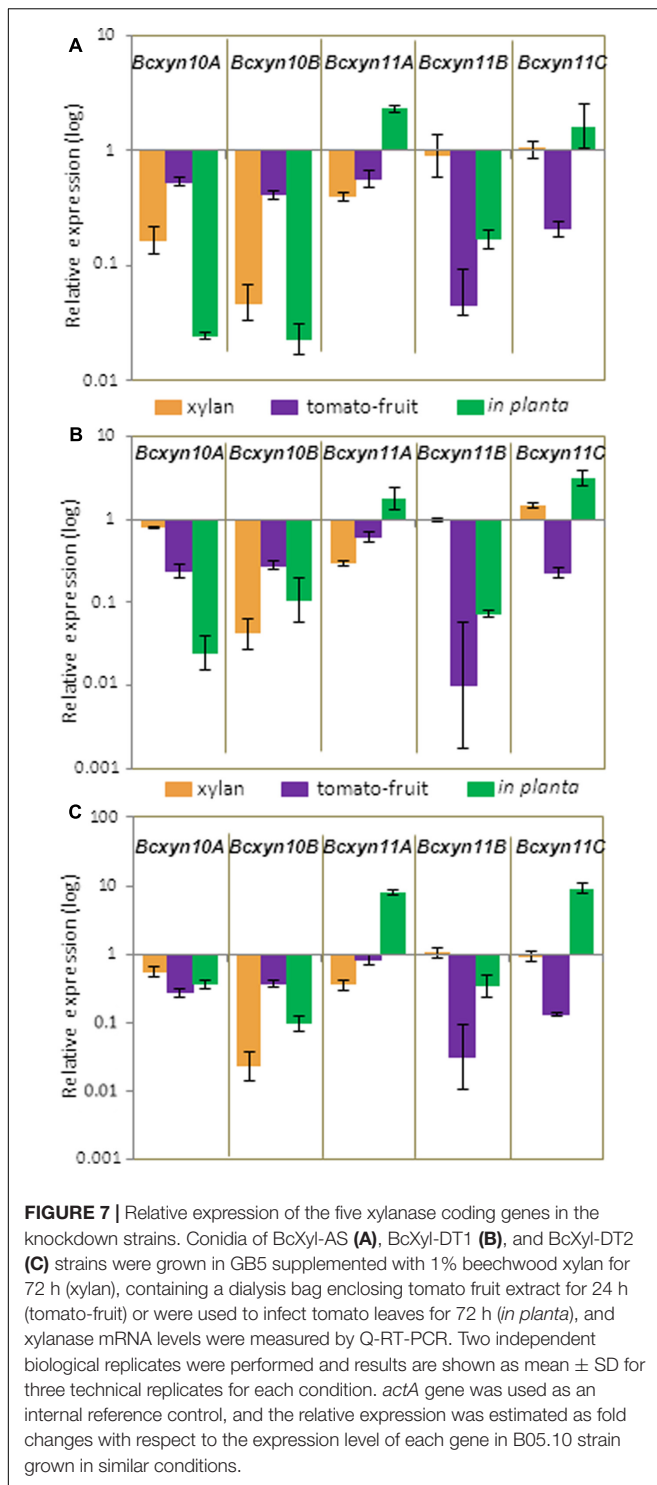 A
Bcxyn10A Bcxyn10B Bcxyn11A Bcxyn11B Bcxyn11C
10
1
0.1
0.01
Relative expression (log)
xylan tomato-fruit in planta
B
Bcxyn10A Bcxyn10B Bcxyn11A Bcxyn11B Bcxyn11C
10
1
0.1
0.01
0.001
Relative expression (log)
xylan tomato-fruit in planta
C
Bcxyn10A Bcxyn10B Bcxyn11A Bcxyn11B Bcxyn11C
100
10
1
0.1
0.01
0.001
Relative expression (log)
FIGURE 7 | Relative expression of the five xylanase coding genes in the
knockdown strains. Conidia of BcXyl-AS (A), BcXyl-DT1 (B), and BcXyl-DT2
(C) strains were grown in GB5 supplemented with 1% beechwood xylan for
72 h (xylan), containing a dialysis bag enclosing tomato fruit extract for 24 h
(tomato-fruit) or were used to infect tomato leaves for 72 h (in planta), and
xylanase mRNA levels were measured by Q-RT-PCR. Two independent
biological replicates were performed and results are shown as mean ± SD for
three technical replicates for each condition. actA gene was used as an
internal reference control, and the relative expression was estimated as fold
changes with respect to the expression level of each gene in B05.10 strain
grown in similar conditions.